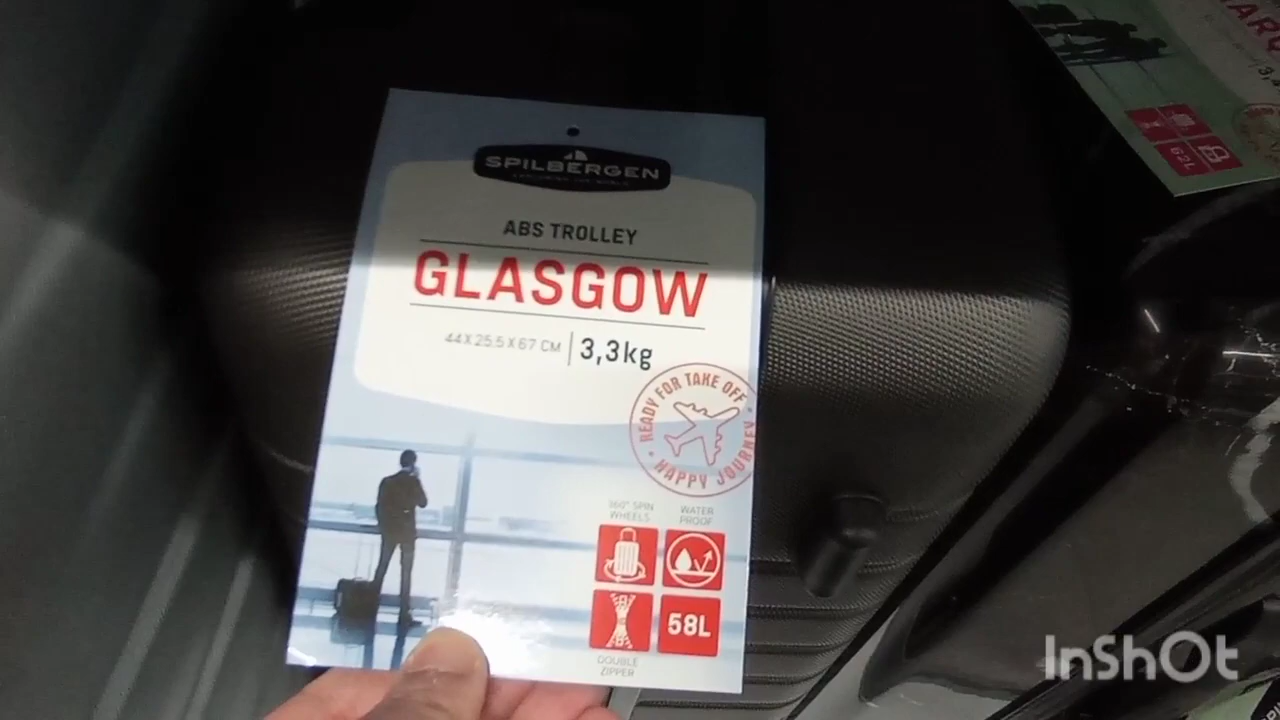 SPILBERGEN
ABS TROLLEY
GLASGOW
44 X 25.5 X 67 CM | 3,3kg
READY FOR TAKE OFF
HAPPY JOURNEY
360° SPIN
WHEELS
WATER
PROOF
58L
DOUBLE
ZIPPER
62L
InShOt